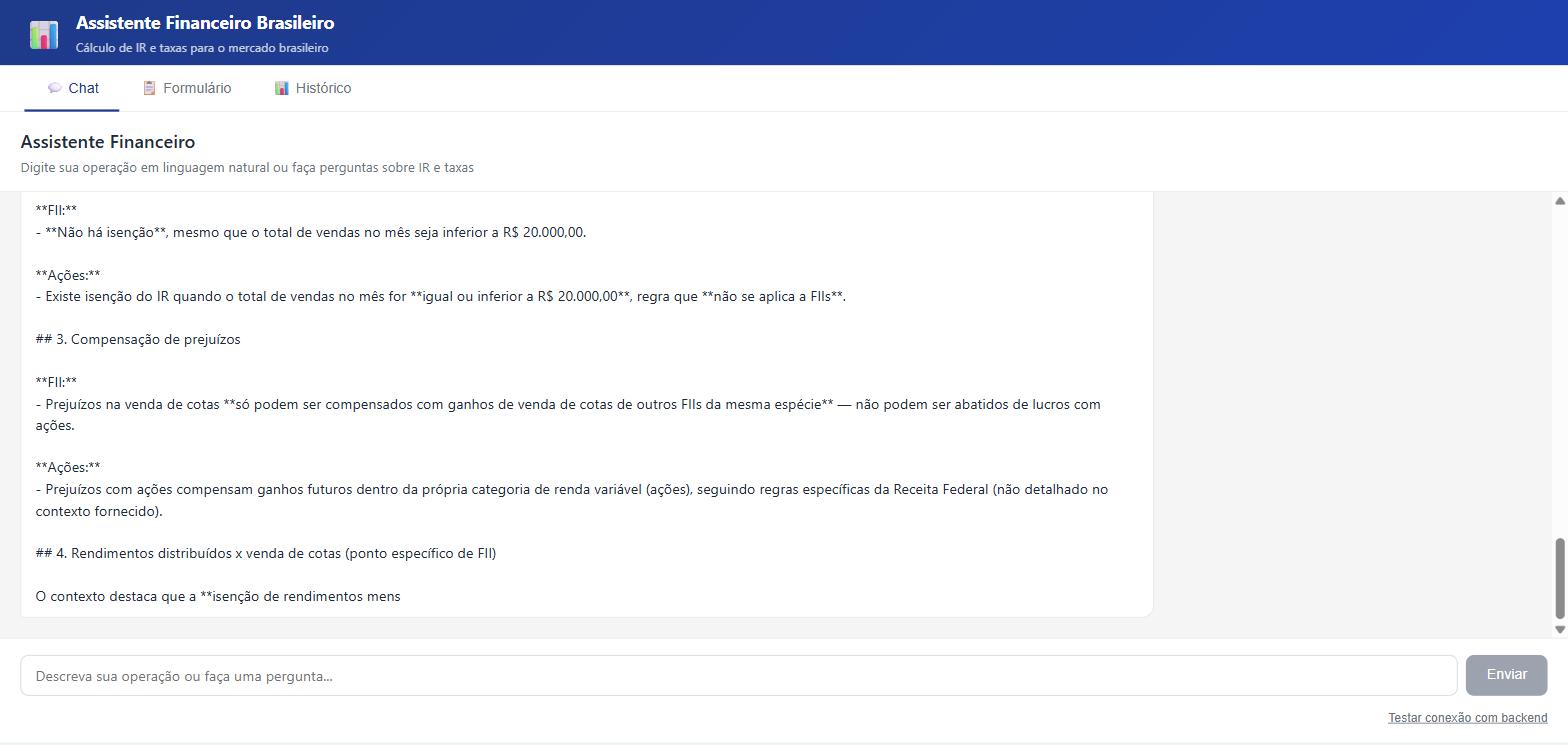 Assistente Financeiro Brasileiro
Cálculo de IR e taxas para o mercado brasileiro
Chat
Formulário
Histórico
Assistente Financeiro
Digite sua operação em linguagem natural ou faça perguntas sobre IR e taxas
**FII:**
- **Não há isenção**, mesmo que o total de vendas no mês seja inferior a R$ 20.000,00.
**Ações:**
- Existe isenção do IR quando o total de vendas no mês for **igual ou inferior a R$ 20.000,00**, regra que **não se aplica a FIIs**.
## 3. Compensação de prejuízos
**FII:**
- Prejuízos na venda de cotas **só podem ser compensados com ganhos de venda de cotas de outros FIIs da mesma espécie** — não podem ser abatidos de lucros com
ações.
**Ações:**
- Prejuízos com ações compensam ganhos futuros dentro da própria categoria de renda variável (ações), seguindo regras específicas da Receita Federal (não detalhado no
contexto fornecido).
## 4. Rendimentos distribuídos x venda de cotas (ponto específico de FII)
O contexto destaca que a **isenção de rendimentos mens
Descreva sua operação ou faça uma pergunta...
Enviar
Testar conexão com backend